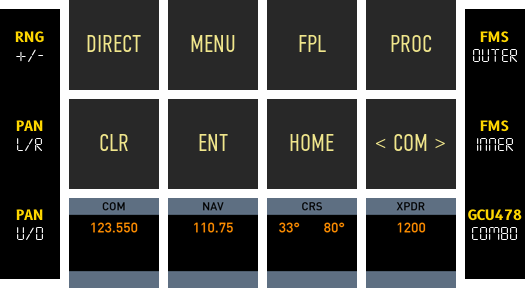 RNG
+/-
DIRECT
MENU
FPL
PROC
FMS
OUTER
PAN
L/R
CLR
ENT
HOME
< COM >
FMS
INNER
PAN
U/D
COM
123.550
NAV
110.75
CRS
33° 80°
XPDR
1200
GCU478
COMBO